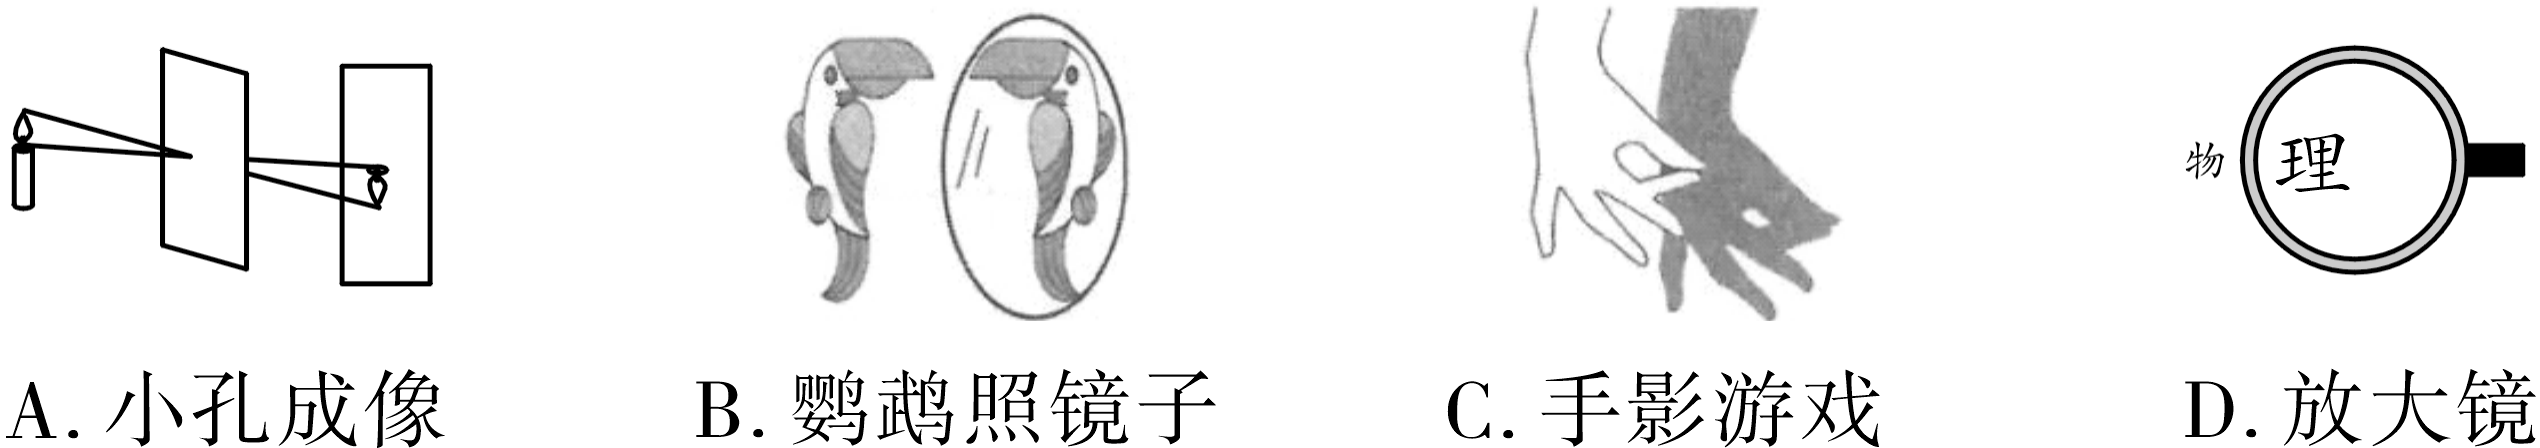 物 理
A. 小孔成像 B. 鹦鹉照镜子 C. 手影游戏 D. 放大镜